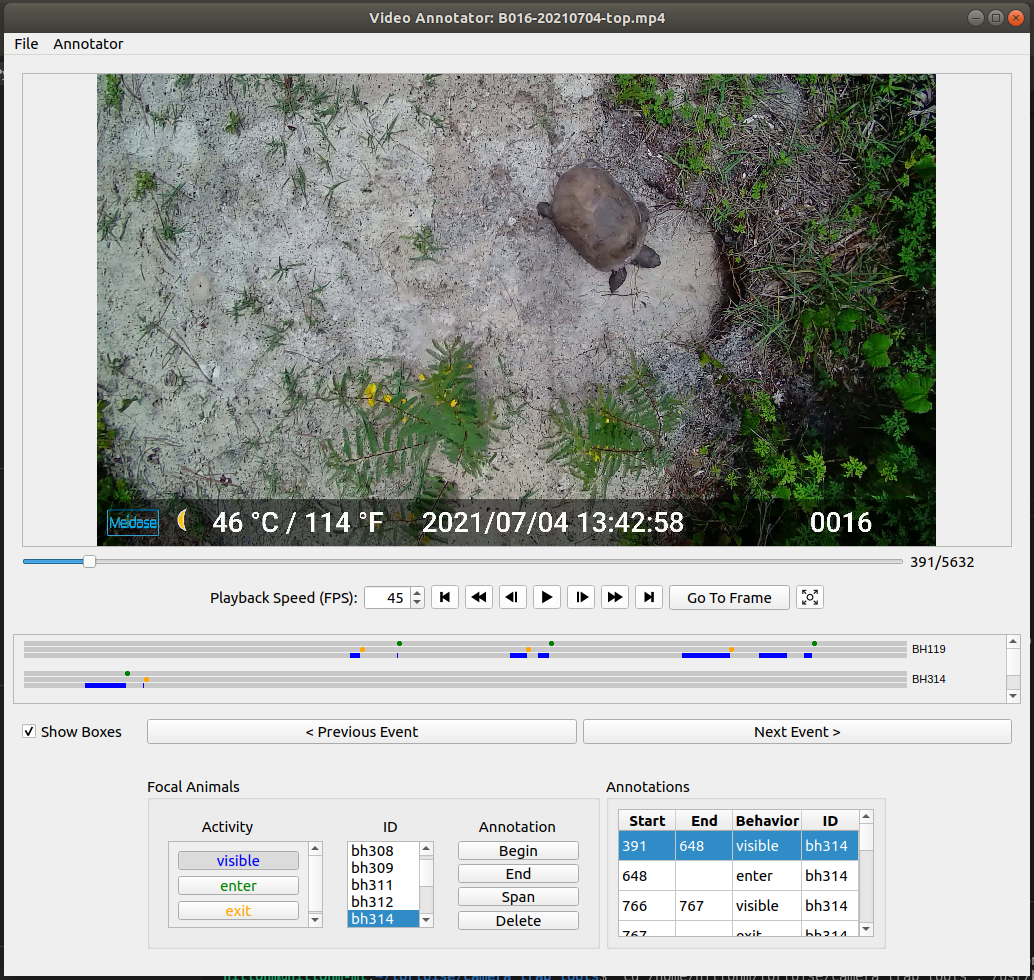 Video Annotator: B016-20210704-top.mp4
File Annotator
Meidase 46 °C / 114 °F 2021/07/04 13:42:58 0016
391/5632
Playback Speed (FPS): 45 Go To Frame
BH119
BH314
Show Boxes < Previous Event Next Event >
Focal Animals Annotations
Activity ID Annotation
visible
enter
exit
bh308
bh309
bh311
bh312
bh314
Begin
End
Span
Delete
Start End Behavior ID
391 648 visible bh314
648 enter bh314
766 767 visible bh314
767 exit bh314